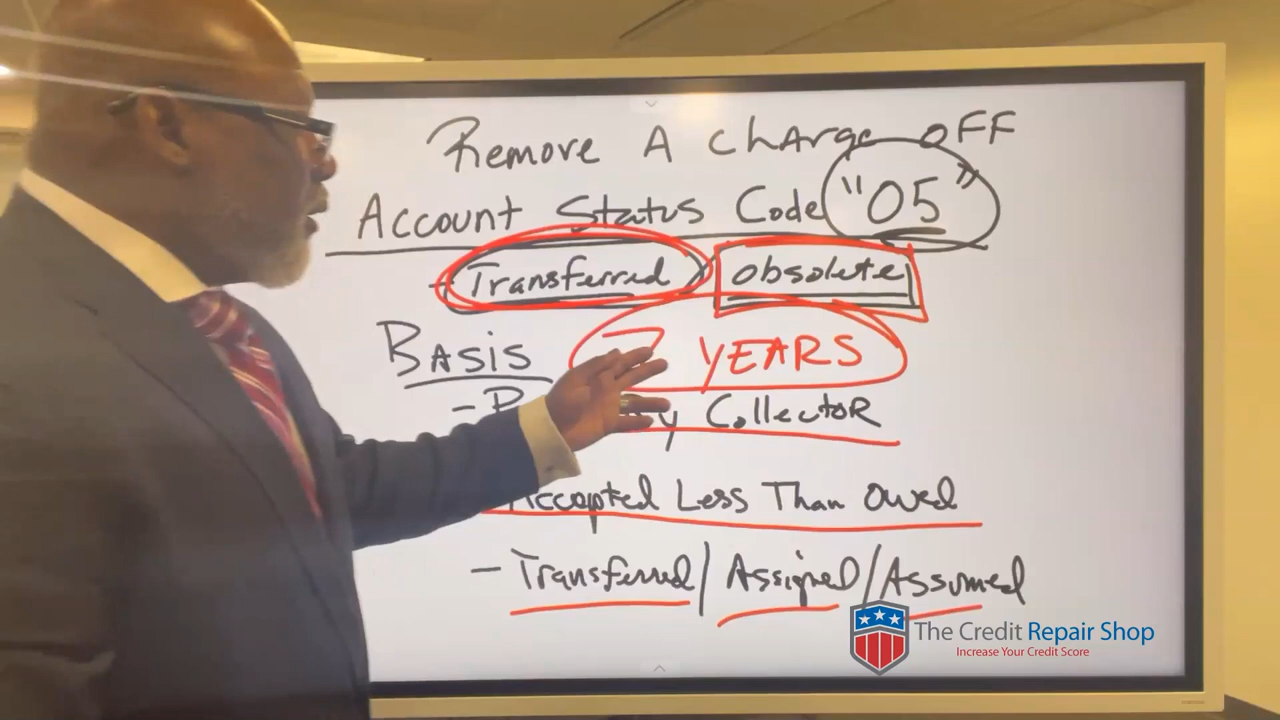 Remove A Charge oFF
Account Status Code "05"
- Transferred obsolete
Basis 7 YEARS
- P y Collector
Accepted Less Than Owed
- Transferred / Assigned / Assumed
The Credit Repair Shop
Increase Your Credit Score